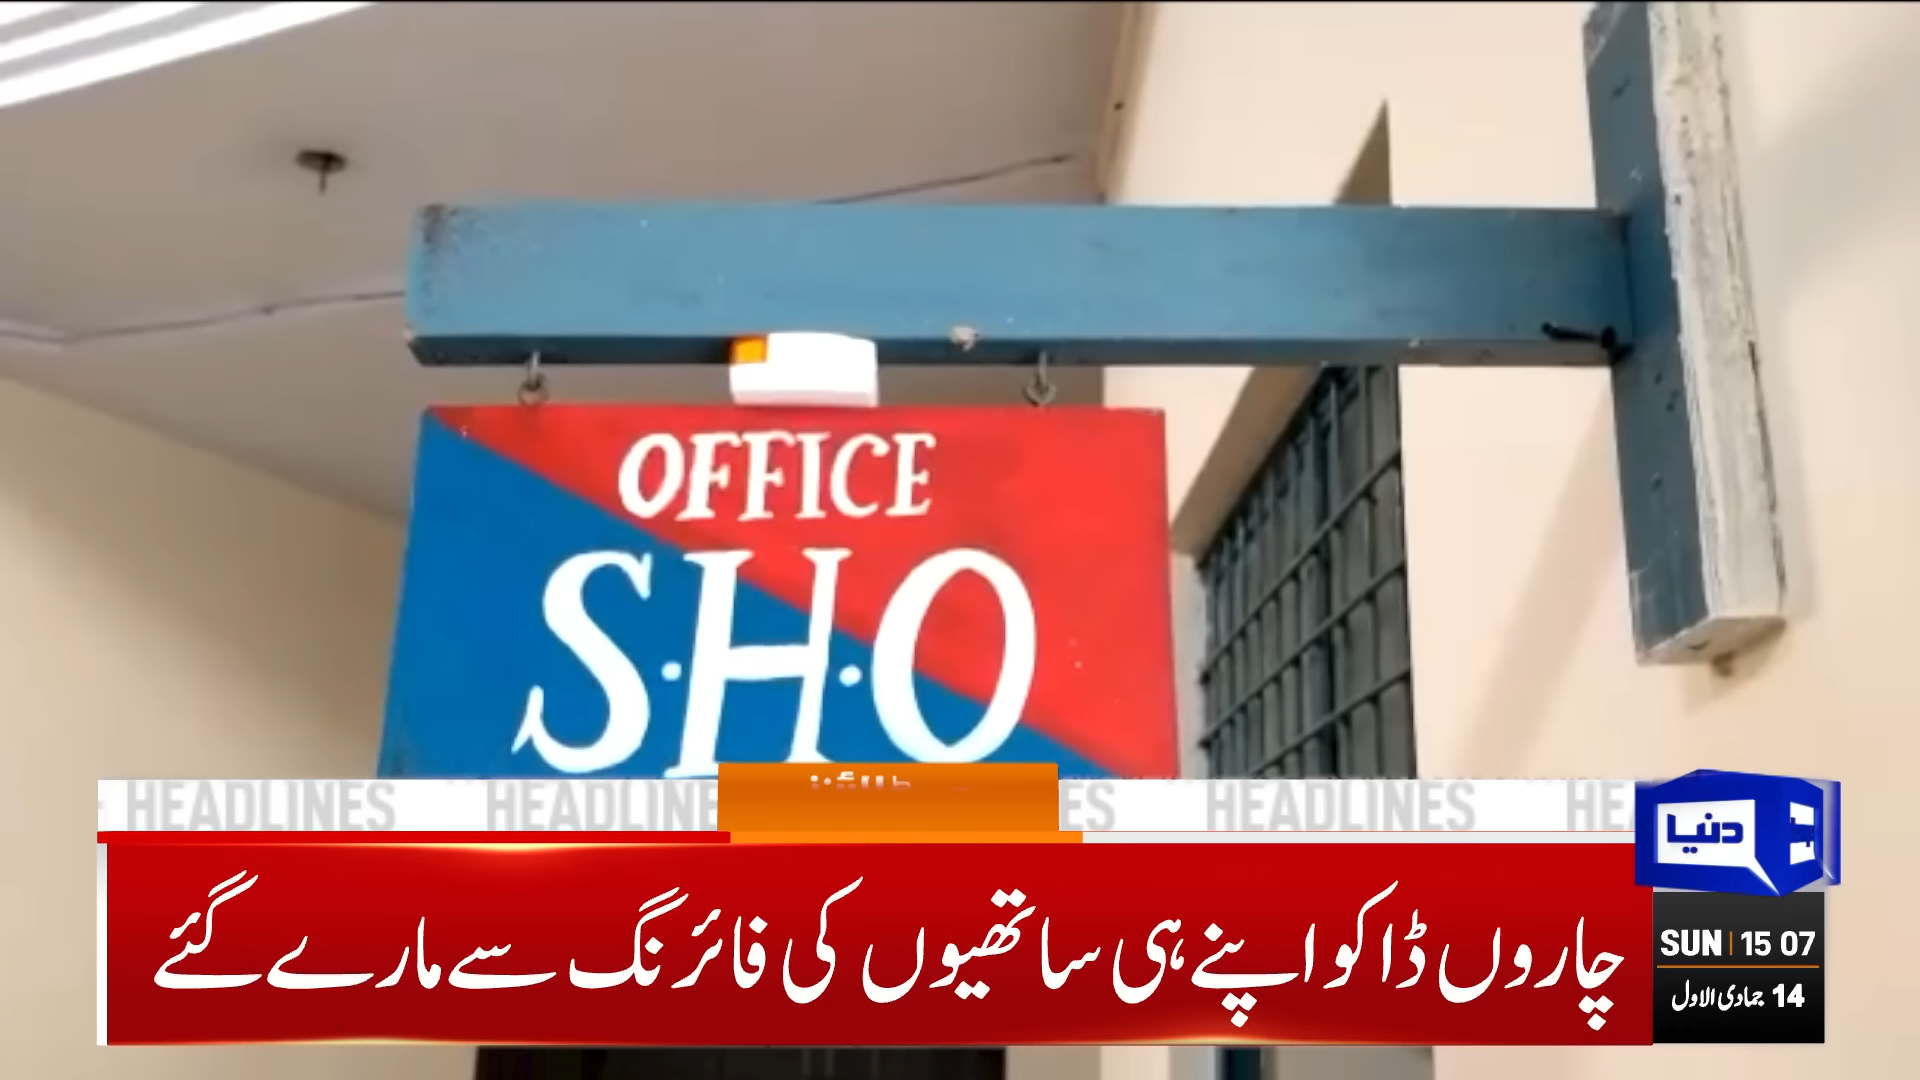 OFFICE
S.H.O
HEADLINES HEADLINES HEADLINES
دنیا
چاروں ڈاکو اپنے ہی ساتھیوں کی فائرنگ سے مارے گئے
SUN | 15 07
14 جمادی الاول